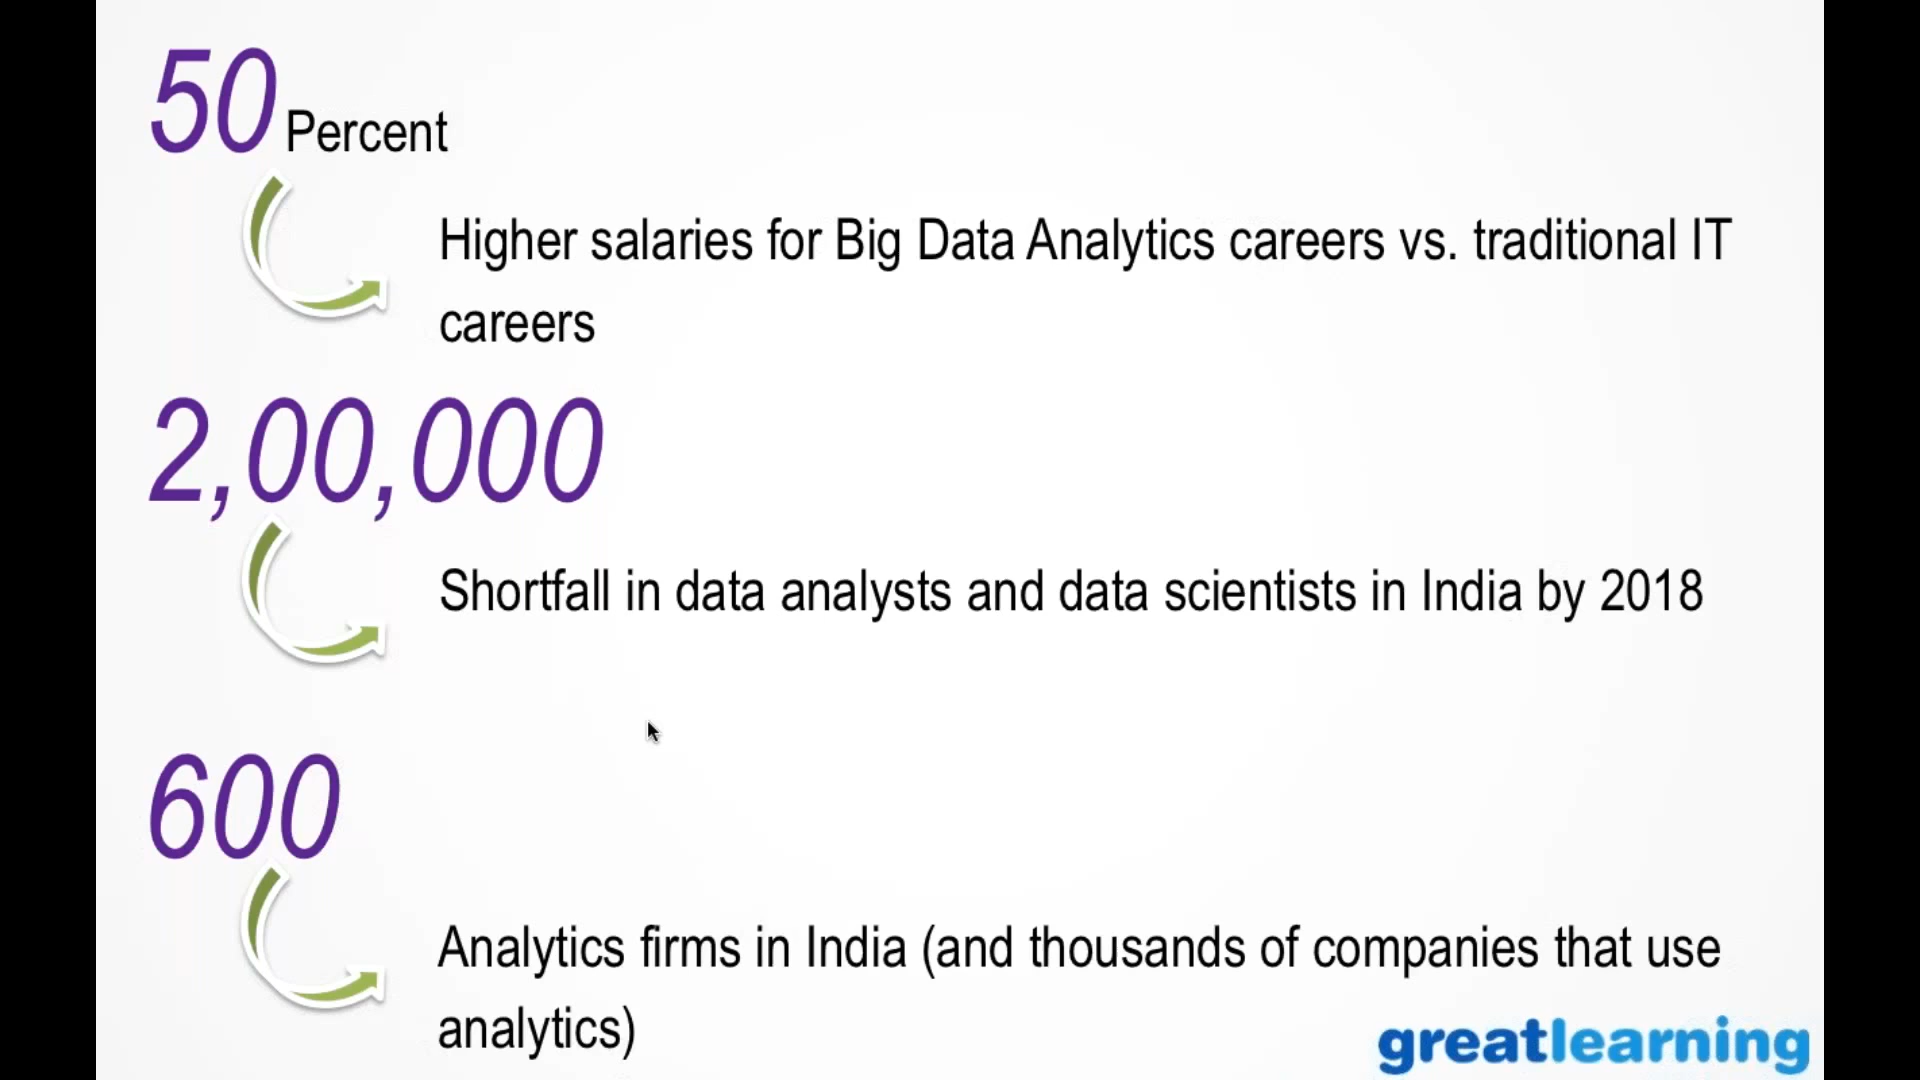 50 Percent
Higher salaries for Big Data Analytics careers vs. traditional IT
careers
2,00,000
Shortfall in data analysts and data scientists in India by 2018
600
Analytics firms in India (and thousands of companies that use
analytics)
greatlearning